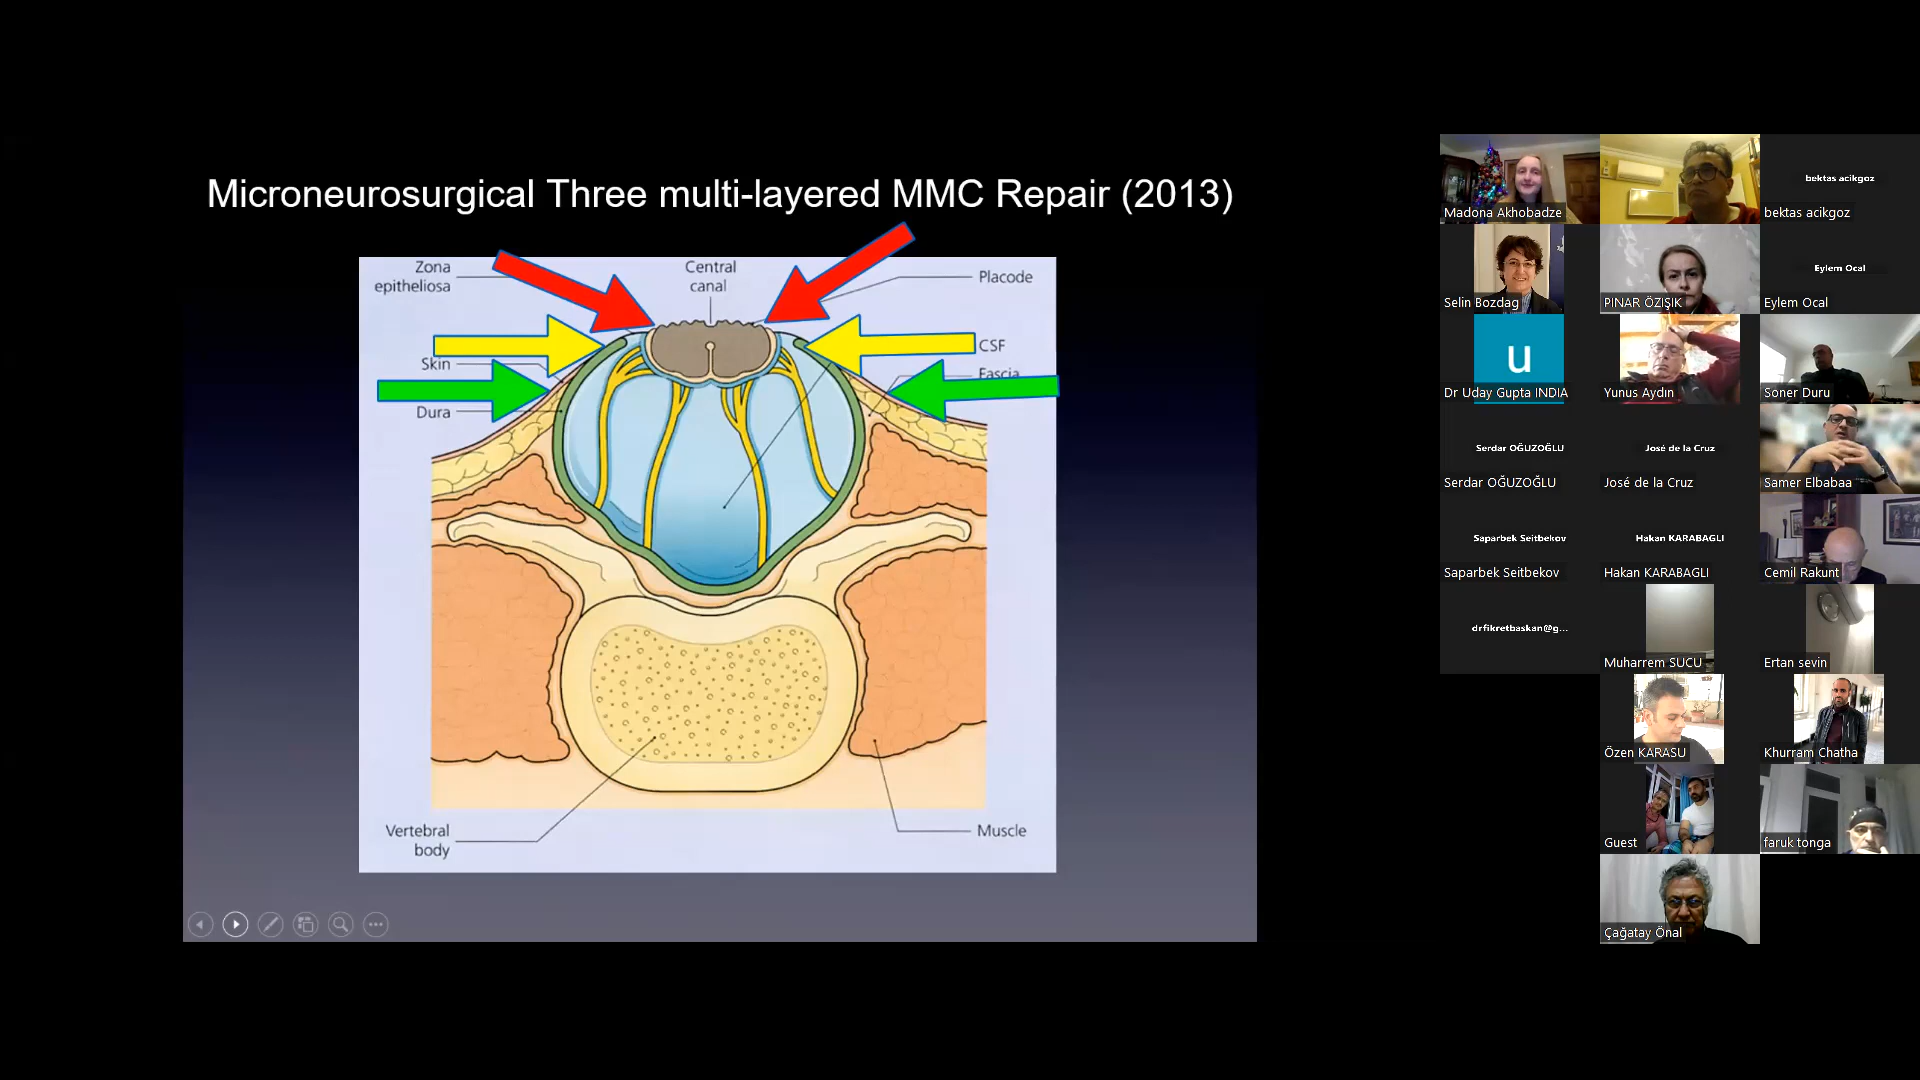 Microneurosurgical Three multi-layered MMC Repair (2013)
Zona
epitheliosa
Central
canal
Placode
Skin
CSF
Fascia
Dura
Vertebral
body
Muscle
Madona Akhobadze
bektas acikgoz
bektas acikgoz
Selin Bozdag
PINAR ÖZIŞIK
Eylem Ocal
Eylem Ocal
u
Dr Uday Gupta INDIA
Yunus Aydın
Soner Duru
Serdar OĞUZOĞLU
Serdar OĞUZOĞLU
José de la Cruz
José de la Cruz
Samer Elbabaa
Saparbek Seitbekov
Saparbek Seitbekov
Hakan KARABAGLI
Hakan KARABAGLI
Cemil Rakunt
drfikretbaskan@g...
Muharrem SUCU
Ertan sevin
Özen KARASU
Khurram Chatha
Guest
faruk tonga
Çağatay Önal